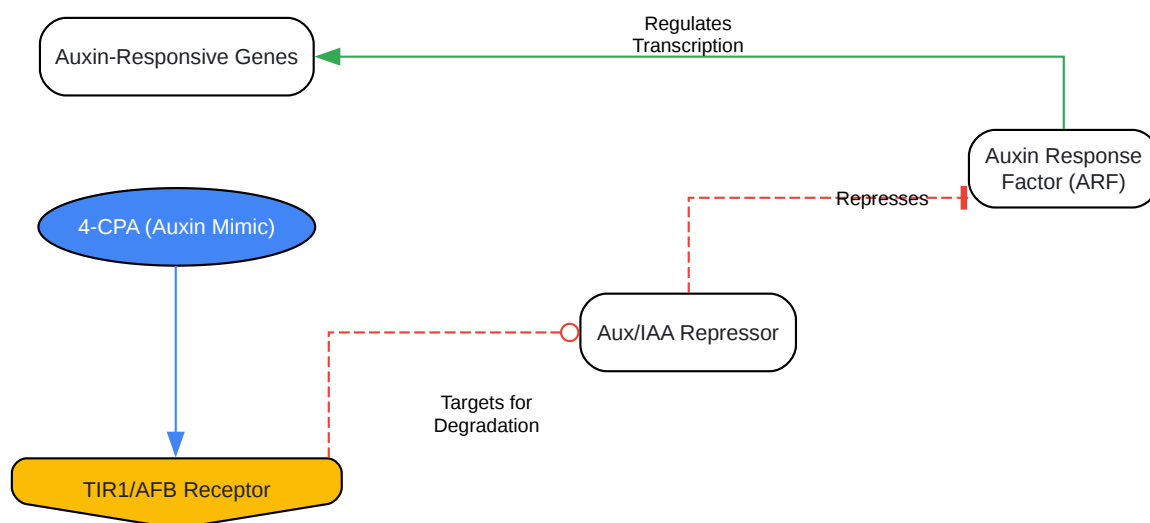 Regulates
Transcription
Auxin-Responsive Genes
Auxin Response
Factor (ARF)
Represses
4-CPA (Auxin Mimic)
Aux/IAA Repressor
Targets for
Degradation
TIR1/AFB Receptor